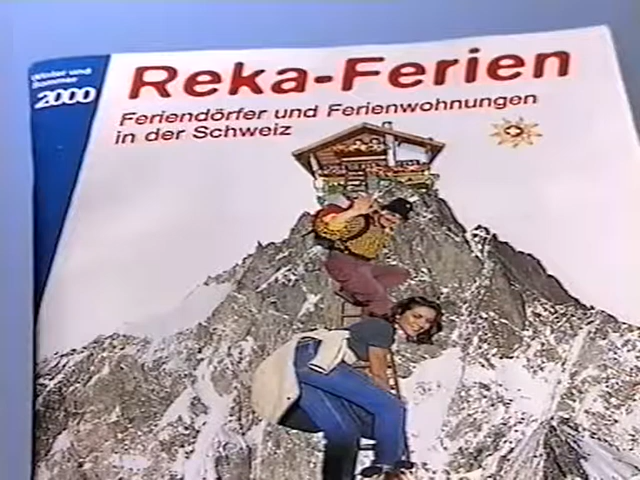 Winter und
Sommer
2000
Reka-Ferien
Feriendörfer und Ferienwohnungen
in der Schweiz